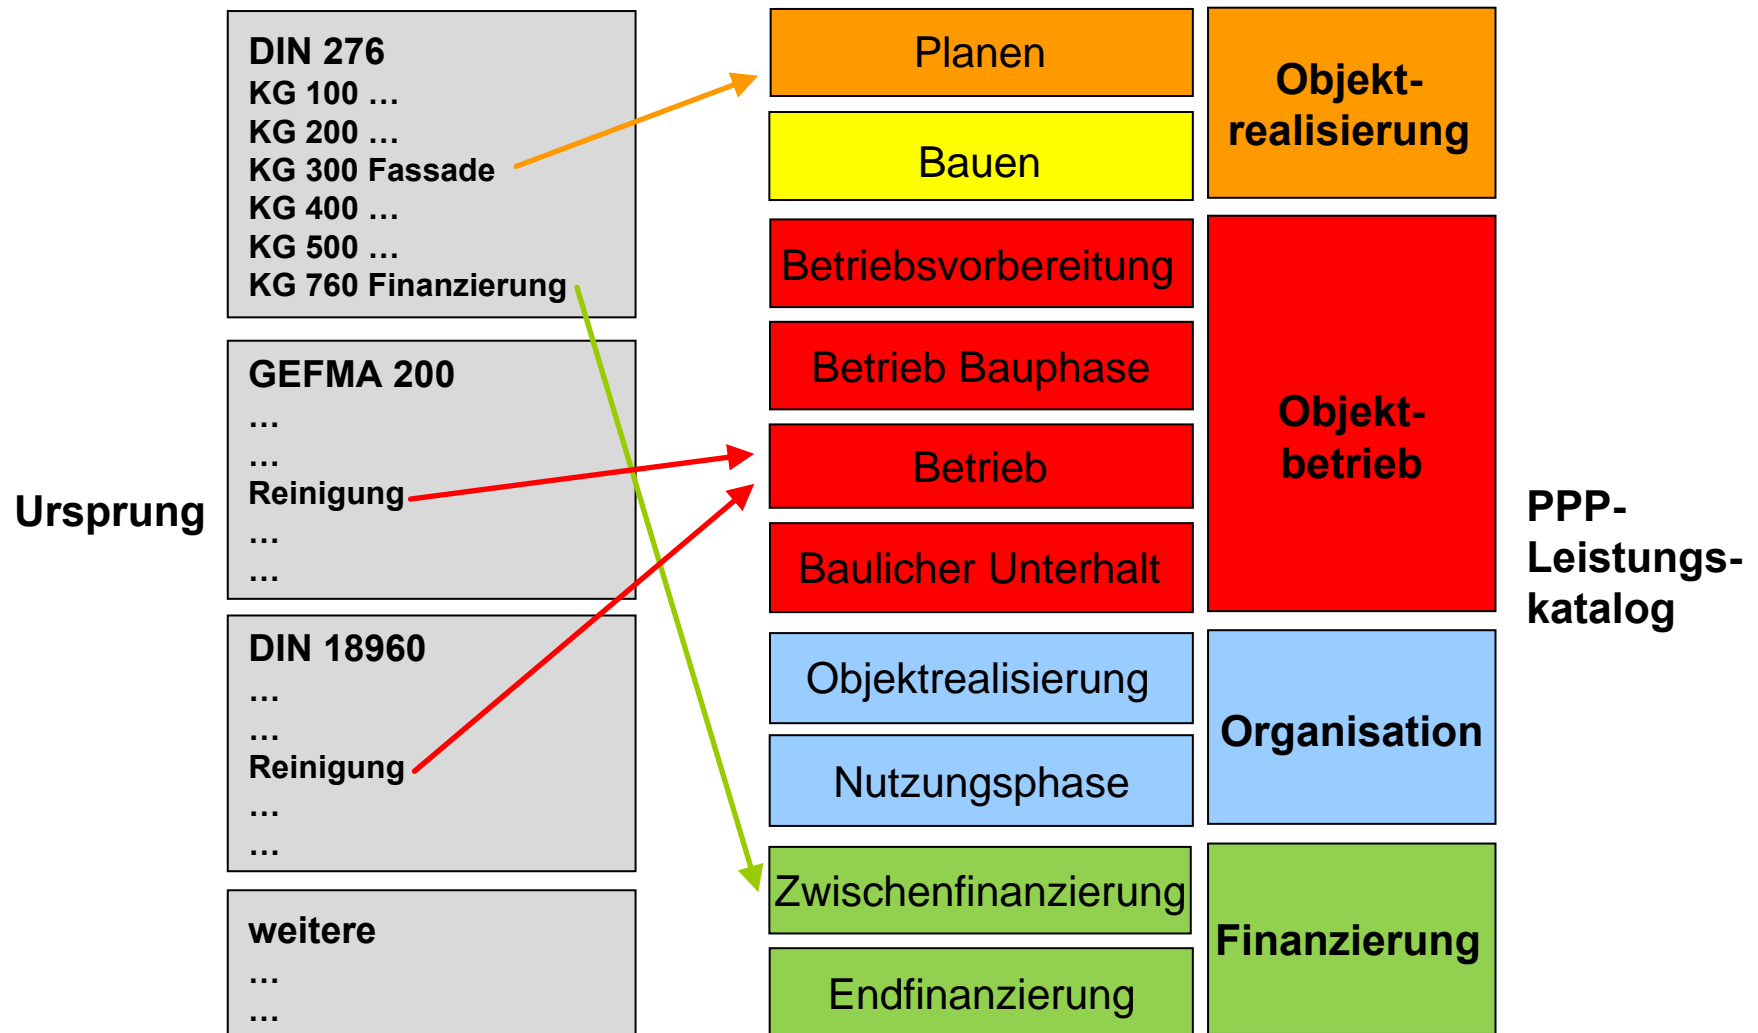 Ursprung
DIN 276
KG 100 …
KG 200 …
KG 300 Fassade
KG 400 …
KG 500 …
KG 760 Finanzierung
GEFMA 200
…
…
Reinigung
…
…
DIN 18960
…
…
Reinigung
…
…
weitere
…
…
Planen
Bauen
Betriebsvorbereitung
Betrieb Bauphase
Betrieb
Baulicher Unterhalt
Objektrealisierung
Nutzungsphase
Zwischenfinanzierung
Endfinanzierung
Objekt-
realisierung
Objekt-
betrieb
Organisation
Finanzierung
PPP-
Leistungs-
katalog